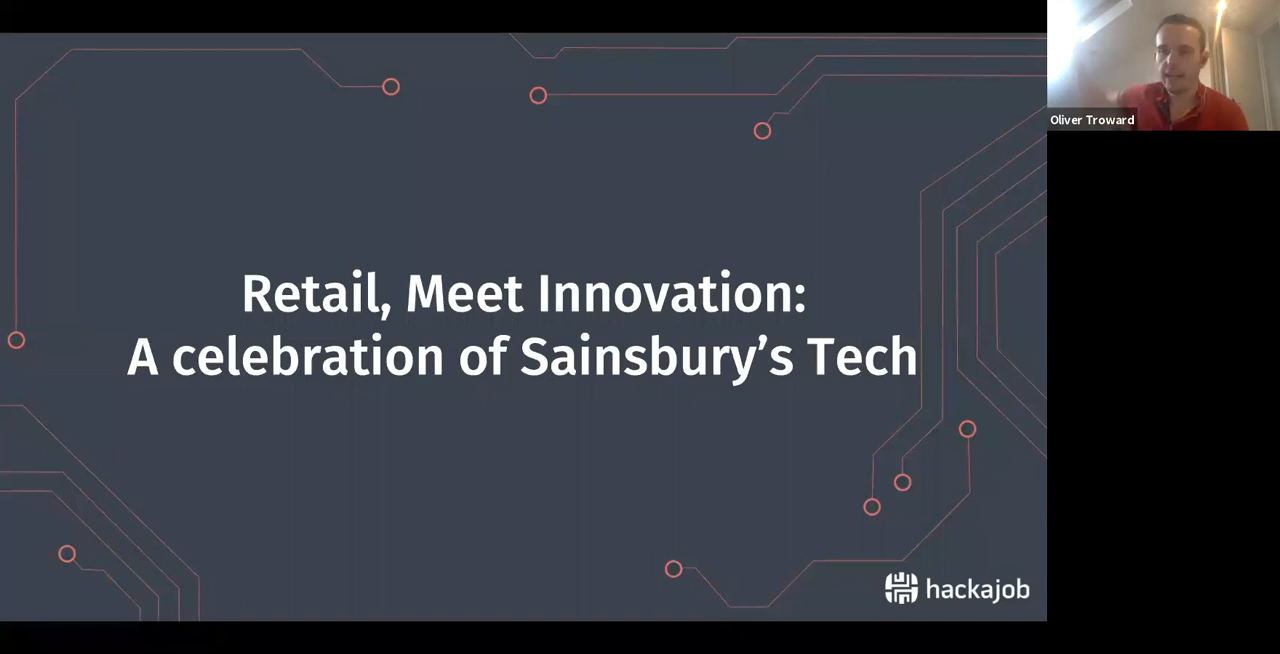 Oliver Troward
Retail, Meet Innovation:
A celebration of Sainsbury’s Tech
hackajob